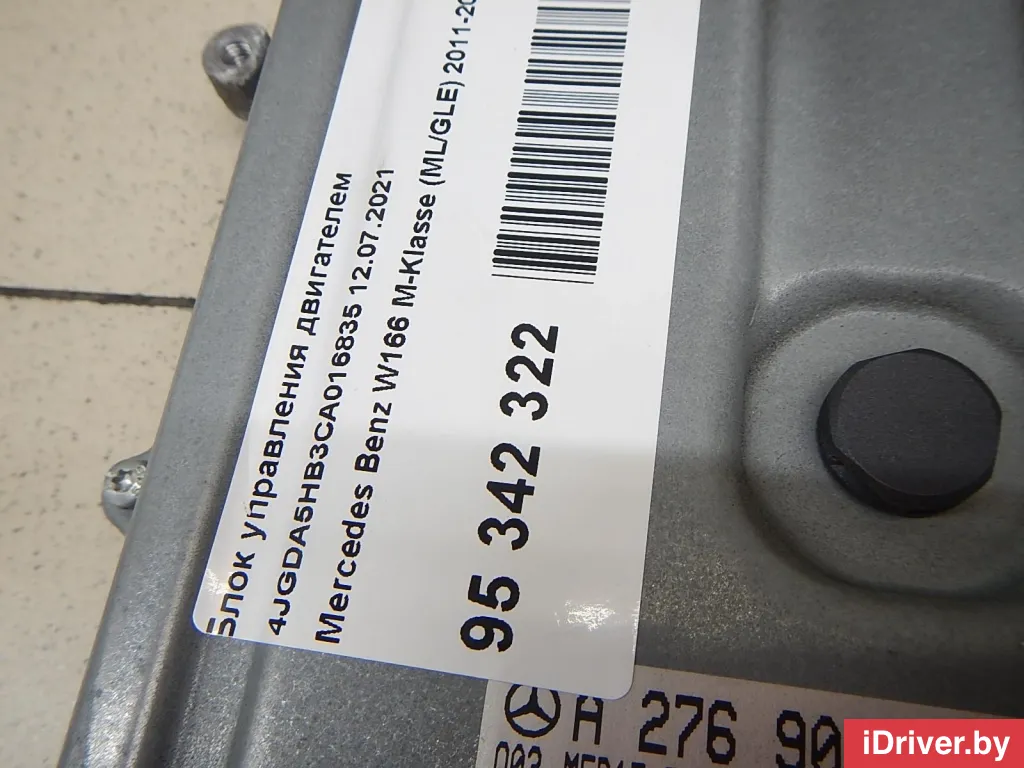 Блок управления двигателем
4JGDA5HB3CA016835 12.07.2021
Mercedes Benz W166 M-Klasse (ML/GLE) 2011-20
95 342 322
A 276 90
iDriver.by